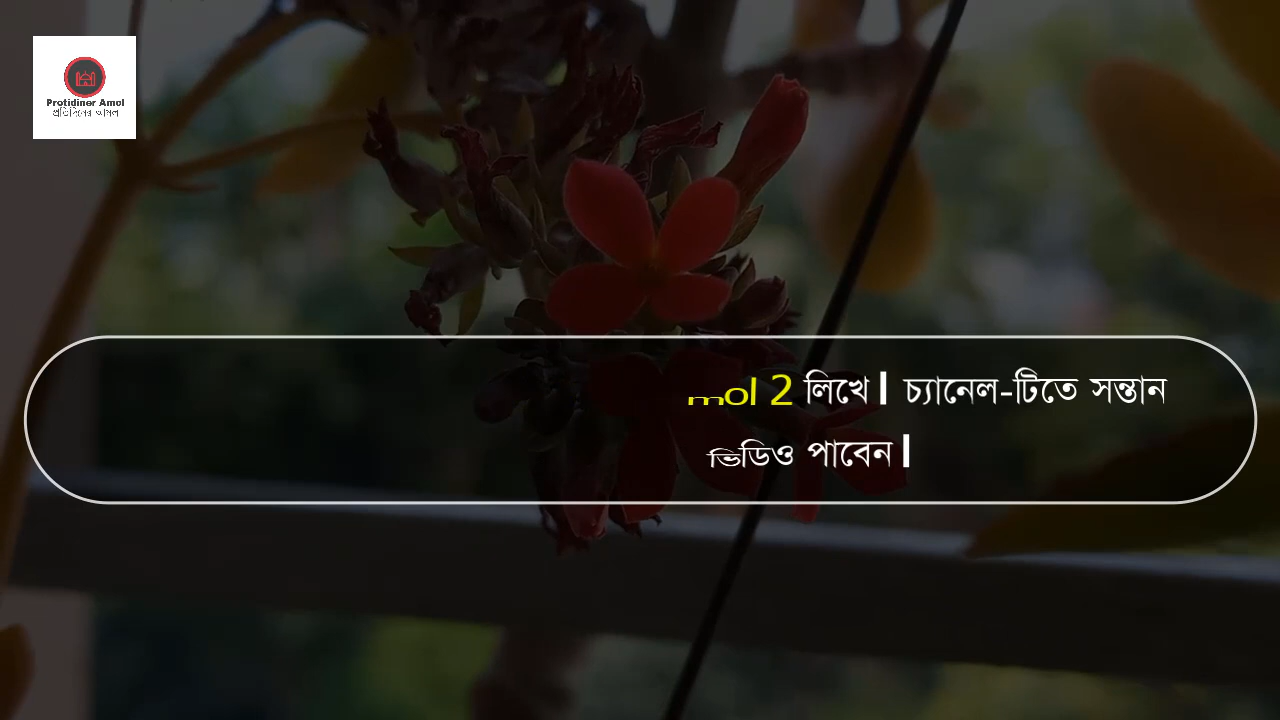 Protidiner Amol
প্রতিদিনের আমল
mol 2 লিখে। চ্যানেল-টিতে সন্তান
ভিডিও পাবেন।